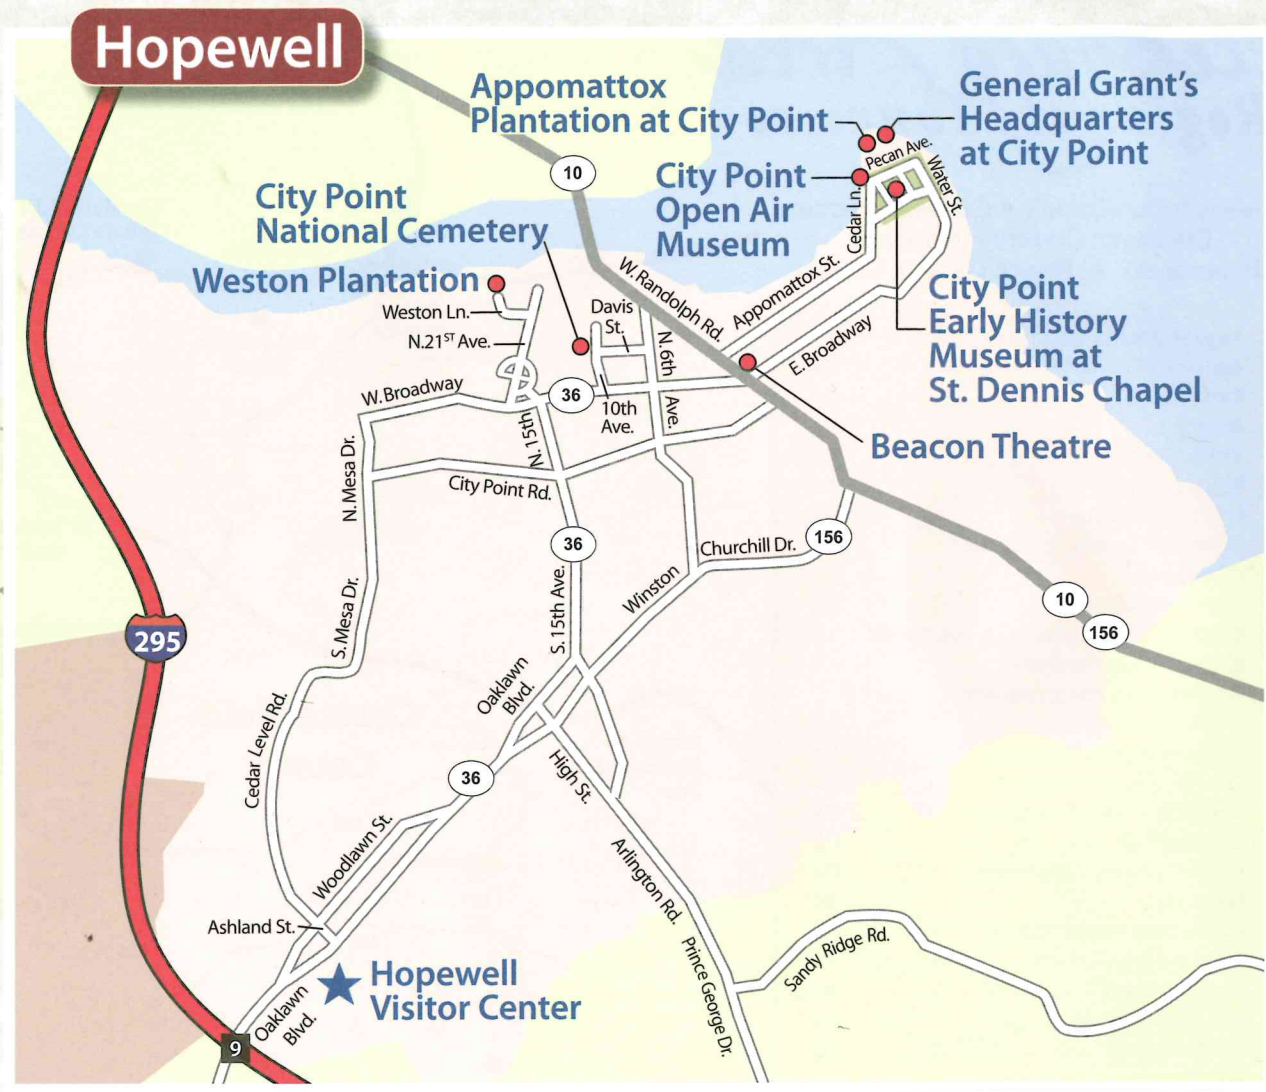 Hopewell
Appomattox
Plantation at City Point
General Grant's
Headquarters
at City Point
10
Pecan Ave.
Water St.
City Point
Open Air
Museum
Cedar Ln.
City Point
National Cemetery
Weston Plantation
Weston Ln.
N.21ST Ave.
Davis
St.
W. Randolph Rd.
Appomattox St.
E. Broadway
City Point
Early History
Museum at
St. Dennis Chapel
N. 6th
Ave.
W. Broadway
36
10th
Ave.
N. 15th
Beacon Theatre
N. Mesa Dr.
City Point Rd.
36
Churchill Dr.
156
Winston
S. 15th Ave.
10
156
295
S. Mesa Dr.
Oaklawn
Blvd.
Cedar Level Rd.
36
High St.
Woodlawn St.
Arlington Rd.
Ashland St.
Prince George Dr.
Sandy Ridge Rd.
Hopewell
Visitor Center
Oaklawn
Blvd.
9